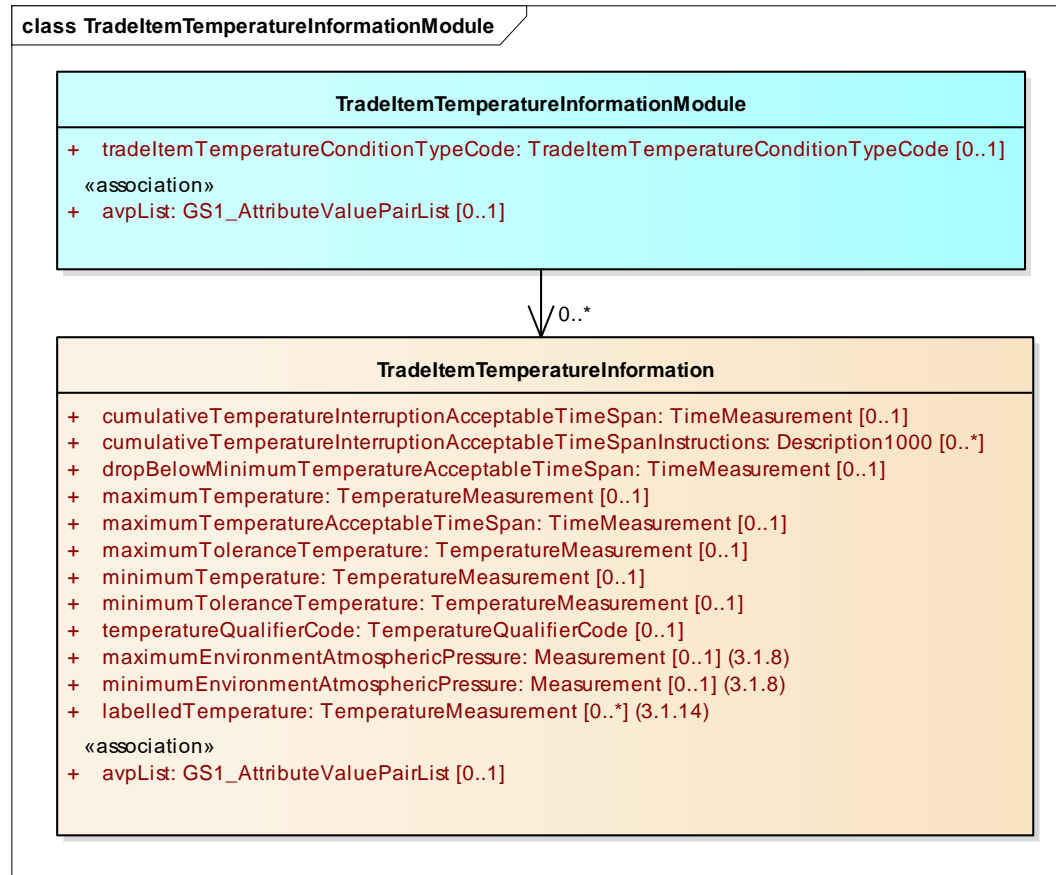 class TradeItemTemperatureInformationModule
TradeItemTemperatureInformationModule
+ tradeItemTemperatureConditionTypeCode: TradeItemTemperatureConditionTypeCode [0..1]
«association»
+ avpList: GS1_AttributeValuePairList [0..1]
0..*
TradeItemTemperatureInformation
+ cumulativeTemperatureInterruptionAcceptableTimeSpan: TimeMeasurement [0..1]
+ cumulativeTemperatureInterruptionAcceptableTimeSpanInstructions: Description1000 [0..*]
+ dropBelowMinimumTemperatureAcceptableTimeSpan: TimeMeasurement [0..1]
+ maximumTemperature: TemperatureMeasurement [0..1]
+ maximumTemperatureAcceptableTimeSpan: TimeMeasurement [0..1]
+ maximumToleranceTemperature: TemperatureMeasurement [0..1]
+ minimumTemperature: TemperatureMeasurement [0..1]
+ minimumToleranceTemperature: TemperatureMeasurement [0..1]
+ temperatureQualifierCode: TemperatureQualifierCode [0..1]
+ maximumEnvironmentAtmosphericPressure: Measurement [0..1] (3.1.8)
+ minimumEnvironmentAtmosphericPressure: Measurement [0..1] (3.1.8)
+ labelledTemperature: TemperatureMeasurement [0..*] (3.1.14)
«association»
+ avpList: GS1_AttributeValuePairList [0..1]